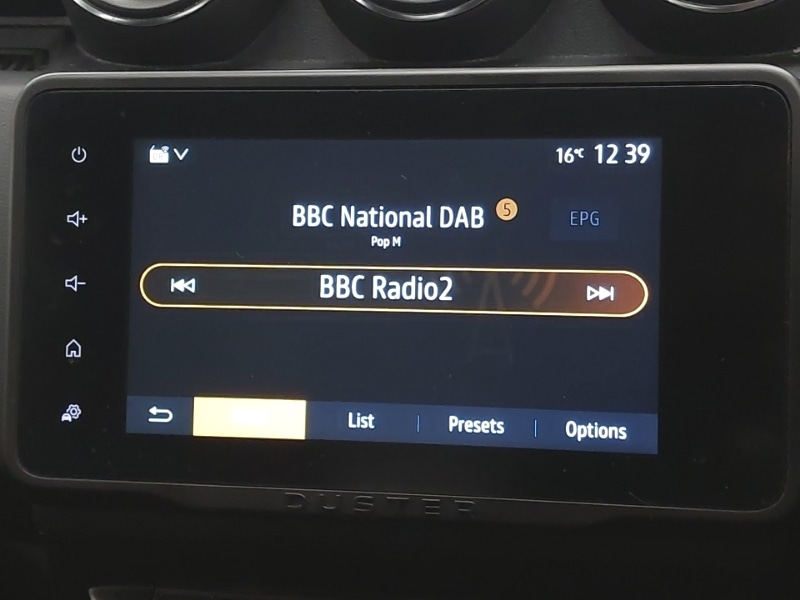 16°C 12 39
BBC National DAB 5
EPG
Pop M
BBC Radio2
List
Presets
Options
DUSTER